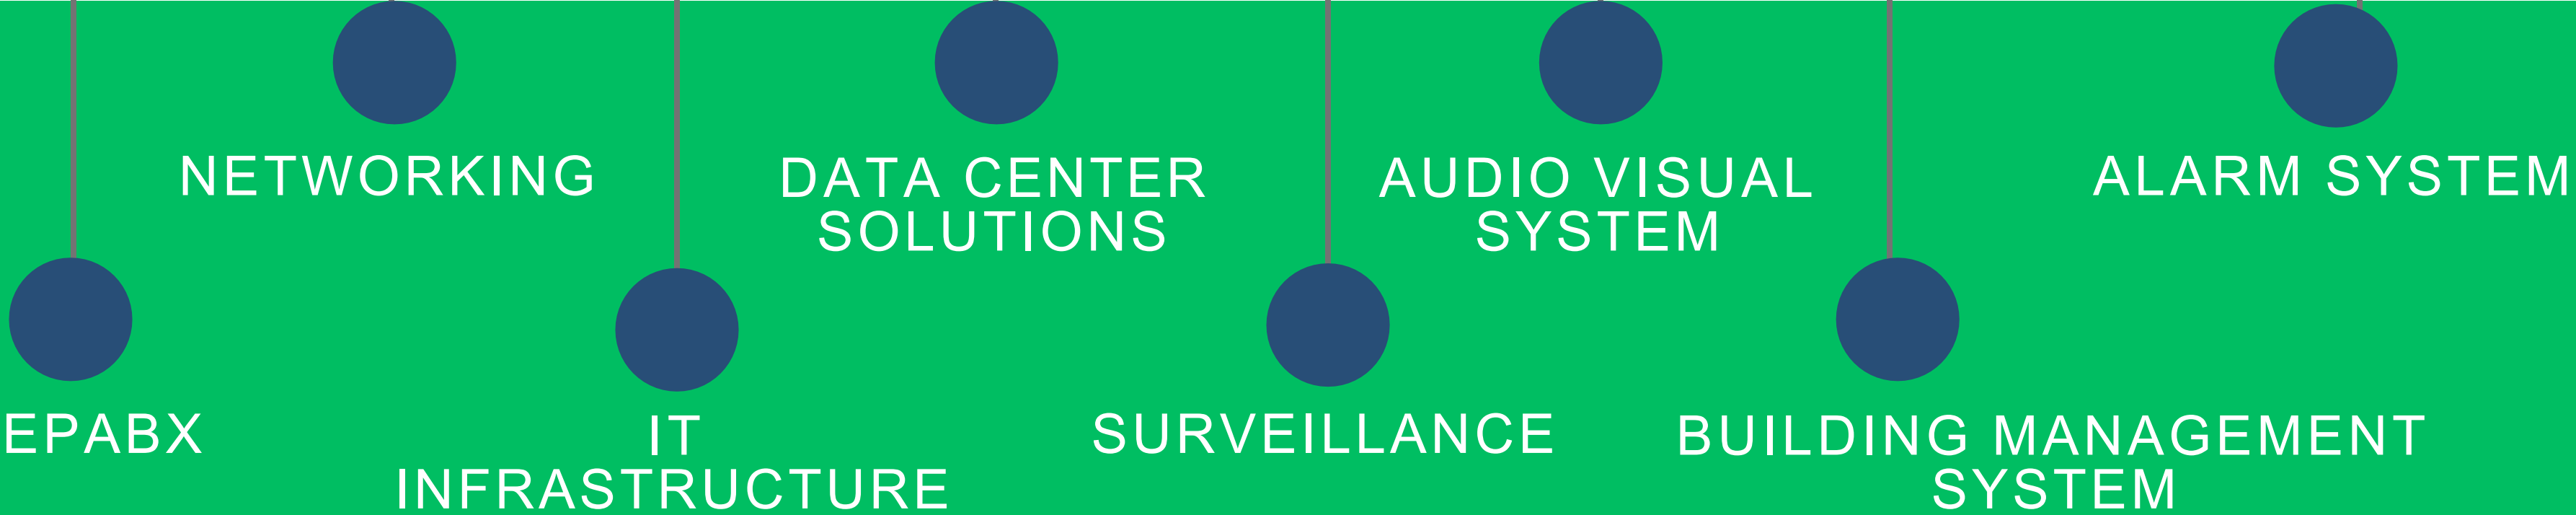 NETWORKING
DATA CENTER
SOLUTIONS
AUDIO VISUAL
SYSTEM
ALARM SYSTEM
EPABX
IT
INFRASTRUCTURE
SURVEILLANCE
BUILDING MANAGEMENT
SYSTEM